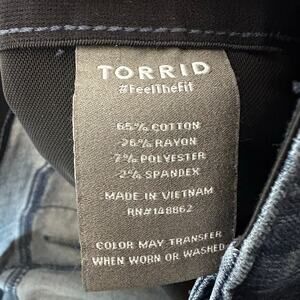 TORRID
#FeelTheFit
65% COTTON
26% RAYON
7% POLYESTER
2% SPANDEX
MADE IN VIETNAM
RN#148862
COLOR MAY TRANSFER
WHEN WORN OR WASHED